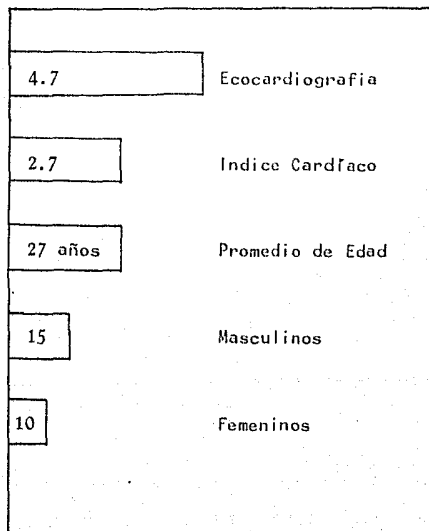 4.7 Ecocardiografia
2.7 Indice Cardíaco
27 años Promedio de Edad
15 Masculinos
10 Femeninos